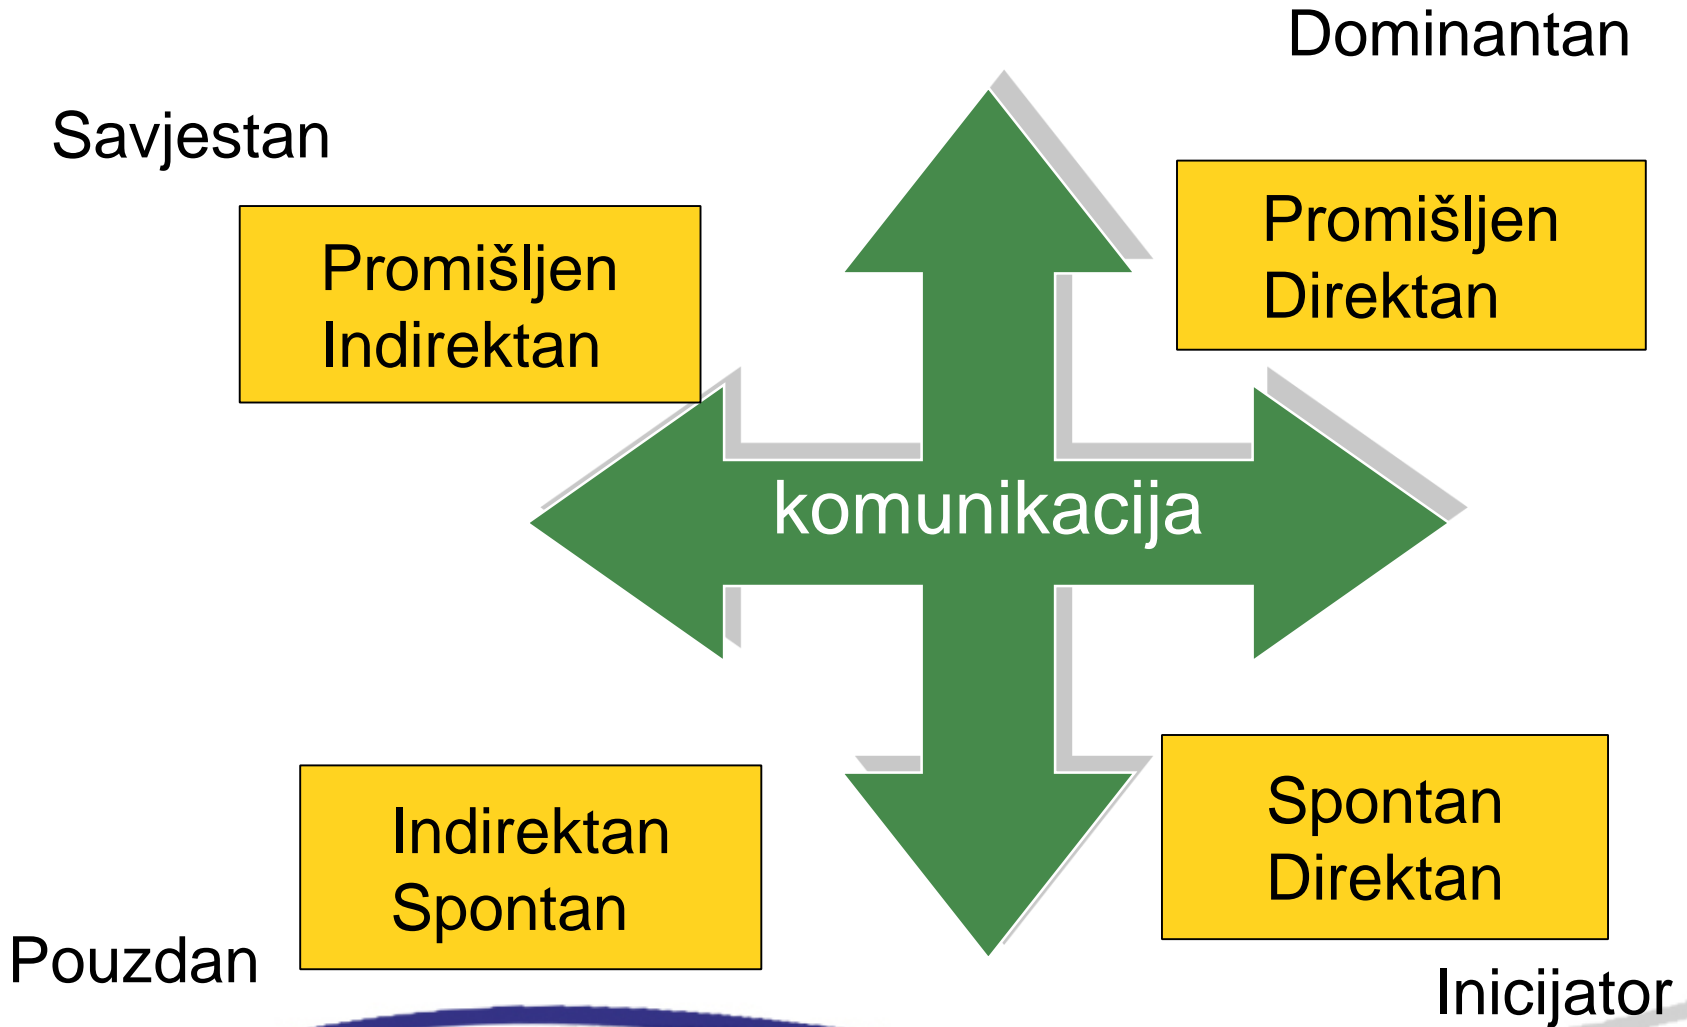 Dominantan
Savjestan
Promišljen
Direktan
Promišljen
Indirektan
komunikacija
Indirektan
Spontan
Spontan
Direktan
Pouzdan
Inicijator